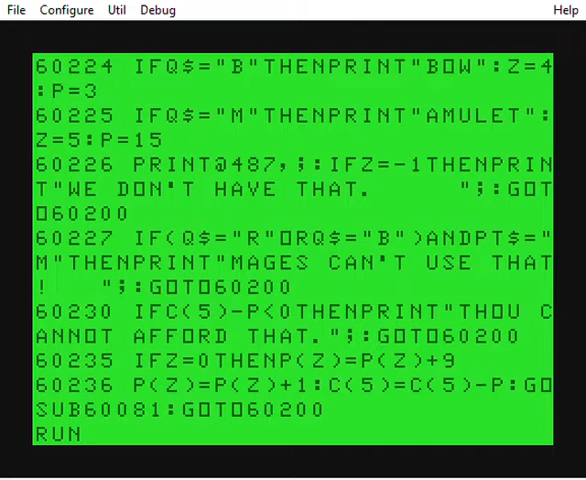 File Configure Util Debug Help
60224 IFQ$="B"THENPRINT"BOW":Z=4
:P=3
60225 IFQ$="M"THENPRINT"AMULET":
Z=5:P=15
60226 PRINT@487,;:IFZ=-1THENPRIN
T"WE DON'T HAVE THAT.      ";:GOT
O60200
60227 IF(Q$="R"ORQ$="B")ANDPT$="
M"THENPRINT"MAGES CAN'T USE THAT
!    ";:GOTO60200
60230 IFC(5)-P<0THENPRINT"THOU C
ANNOT AFFORD THAT.";:GOTO60200
60235 IFZ=0THENP(Z)=P(Z)+9
60236 P(Z)=P(Z)+1:C(5)=C(5)-P:GO
SUB60081:GOTO60200
RUN